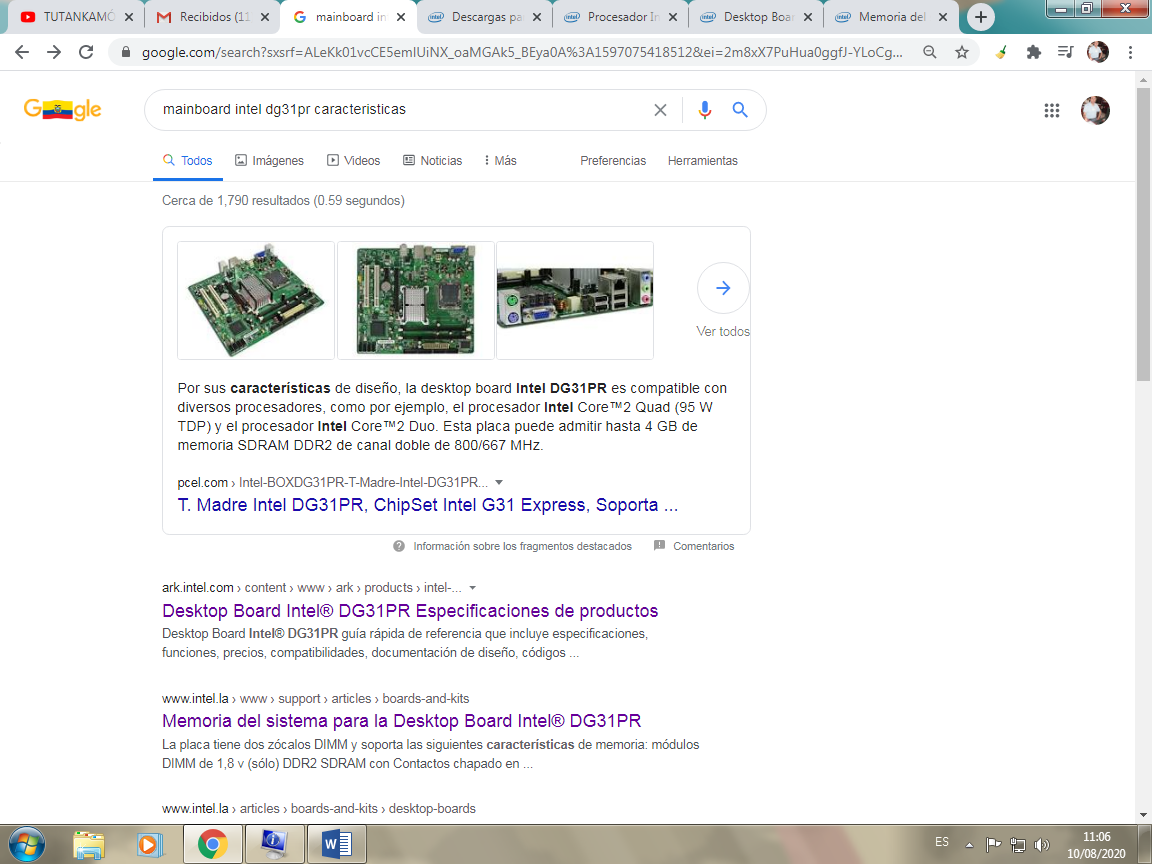 TUTANKAMÓ
Recibidos (11
mainboard in
Descargas pa
Procesador In
Desktop Boa
Memoria del
google.com/search?sxsrf=ALeKk01vcCE5emIUiNX_oaMGAk5_BEya0A%3A1597075418512&ei=2m8xX7PuHua0ggfJ-YLoCg...
Google
mainboard intel dg31pr caracteristicas
Todos
Imágenes
Videos
Noticias
Más
Preferencias
Herramientas
Cerca de 1,790 resultados (0.59 segundos)
Ver todos
Por sus características de diseño, la desktop board Intel DG31PR es compatible con
diversos procesadores, como por ejemplo, el procesador Intel Core™2 Quad (95 W
TDP) y el procesador Intel Core™2 Duo. Esta placa puede admitir hasta 4 GB de
memoria SDRAM DDR2 de canal doble de 800/667 MHz.
pcel.com › Intel-BOXDG31PR-T-Madre-Intel-DG31PR...
T. Madre Intel DG31PR, ChipSet Intel G31 Express, Soporta ...
Información sobre los fragmentos destacados
Comentarios
ark.intel.com › content › www › ark › products › intel-...
Desktop Board Intel® DG31PR Especificaciones de productos
Desktop Board Intel® DG31PR guía rápida de referencia que incluye especificaciones,
funciones, precios, compatibilidades, documentación de diseño, códigos ...
www.intel.la › www › support › articles › boards-and-kits
Memoria del sistema para la Desktop Board Intel® DG31PR
La placa tiene dos zócalos DIMM y soporta las siguientes características de memoria: módulos
DIMM de 1,8 v (sólo) DDR2 SDRAM con Contactos chapado en ...
www.intel.la › articles › boards-and-kits › desktop-boards
ES
11:06
10/08/2020